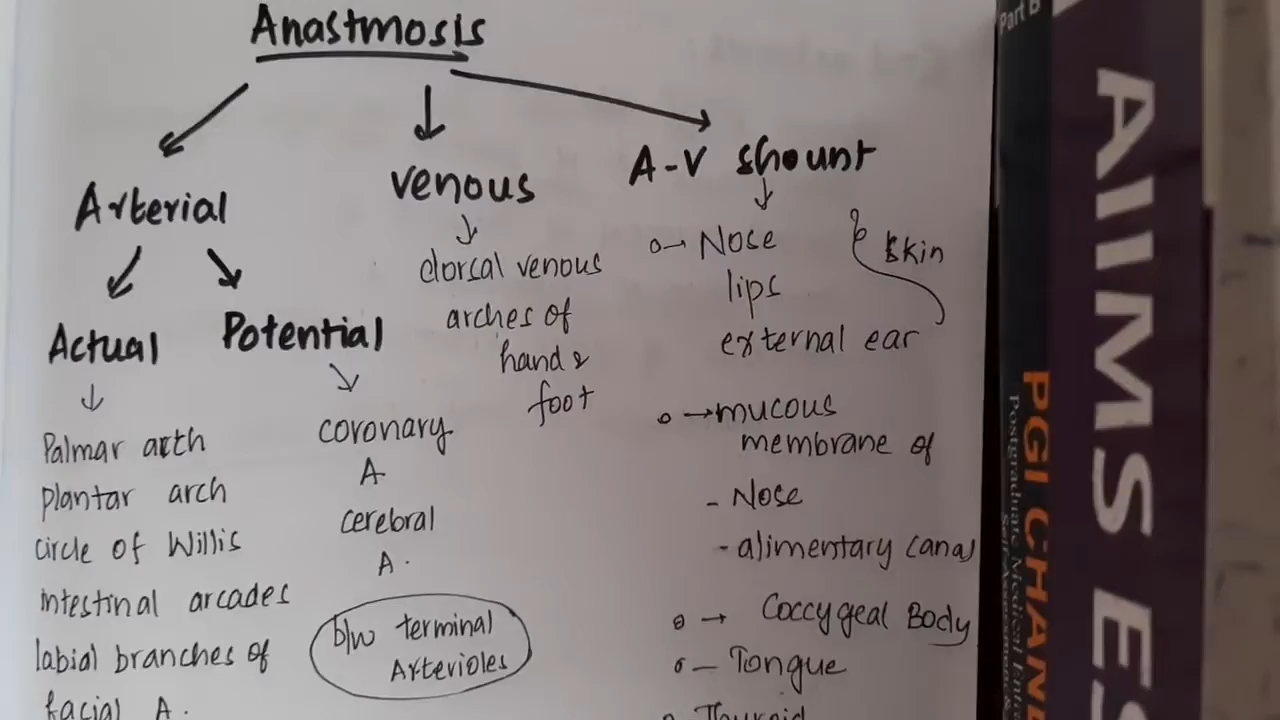 Anastmosis
Arterial
Actual
Palmar arch
Plantar arch
circle of Willis
intestinal arcades
labial branches of
facial A.
Potential
coronary
A
cerebral
A.
b/w terminal
Arterioles
venous
dorsal venous
arches of
hand &
foot
A-V shount
Nose
lips
external ear
skin
mucous
membrane of
- Nose
- alimentary canal
Coccygeal Body
Tongue
Thyroid
Part B
PGI CHAND
AIIMS ES